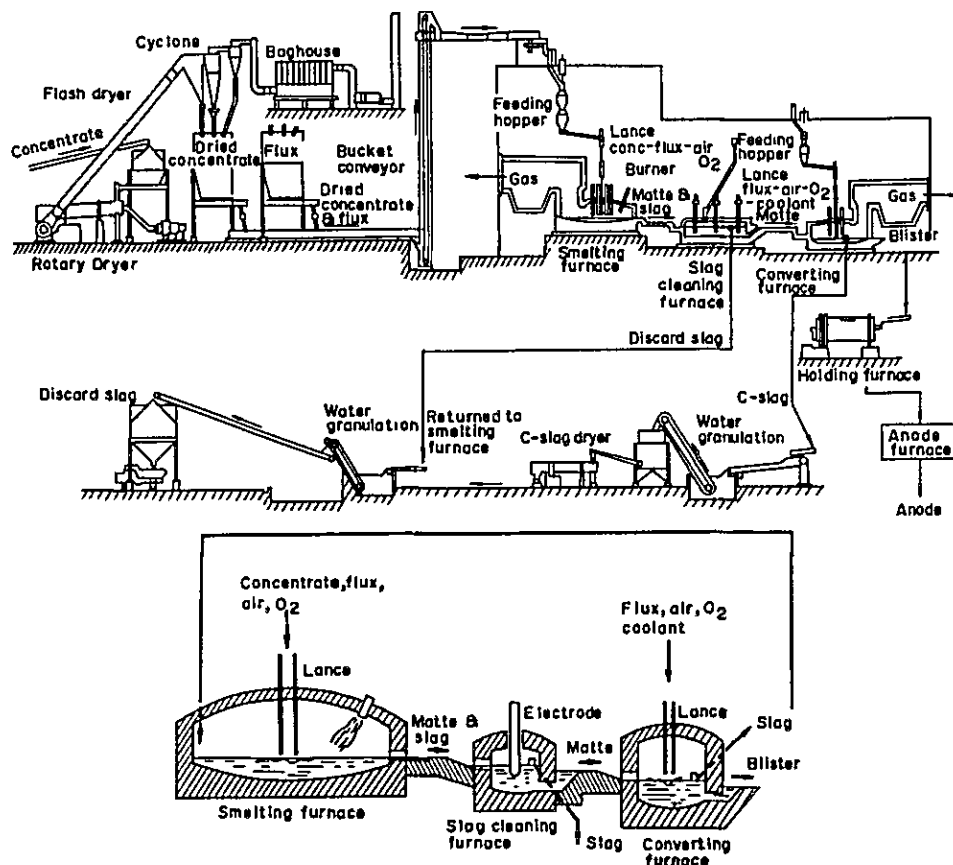 Cyclone
Baghouse
Flash dryer
Concentrate
Dried
concentrate
Flux
Bucket
conveyor
Dried
concentrate
& flux
Rotary Dryer
Feeding
hopper
Lance
conc-flux-air
O2
Burner
Gas
Matte &
slag
Smelting
furnace
Feeding
hopper
Lance
flux-air-O2
-coolant
Matte
Slag
cleaning
furnace
Converting
furnace
Gas
Blister
Discard slag
Holding furnace
C-slag
Anode
furnace
Anode
Discard slag
Water
granulation
Returned to
smelting
furnace
C-slag dryer
Water
granulation
Concentrate,flux,
air, O2
Lance
Matte &
slag
Smelting furnace
Electrode
Matte
Slag cleaning
furnace
Slag
Flux, air, O2
coolant
Lance
Slag
Blister
Converting
furnace